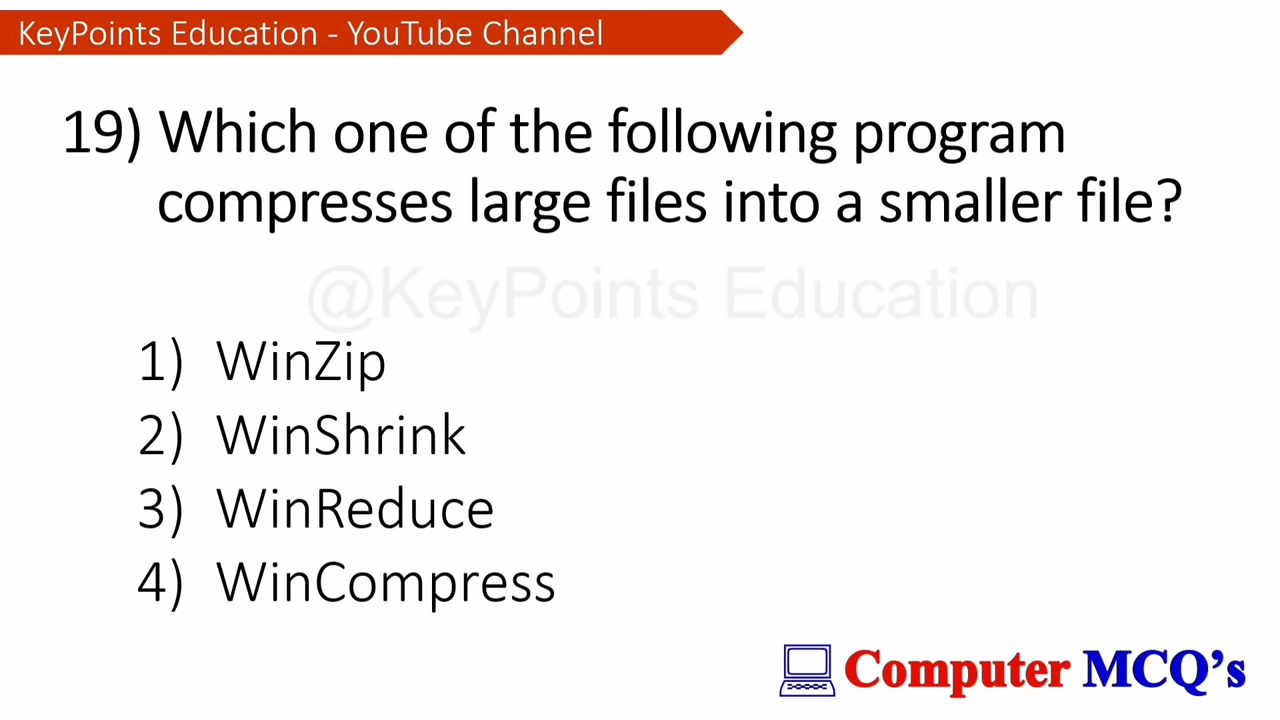 KeyPoints Education - YouTube Channel
19) Which one of the following program
compresses large files into a smaller file?
@KeyPoints Education
1) WinZip
2) WinShrink
3) WinReduce
4) WinCompress
Computer MCQ's